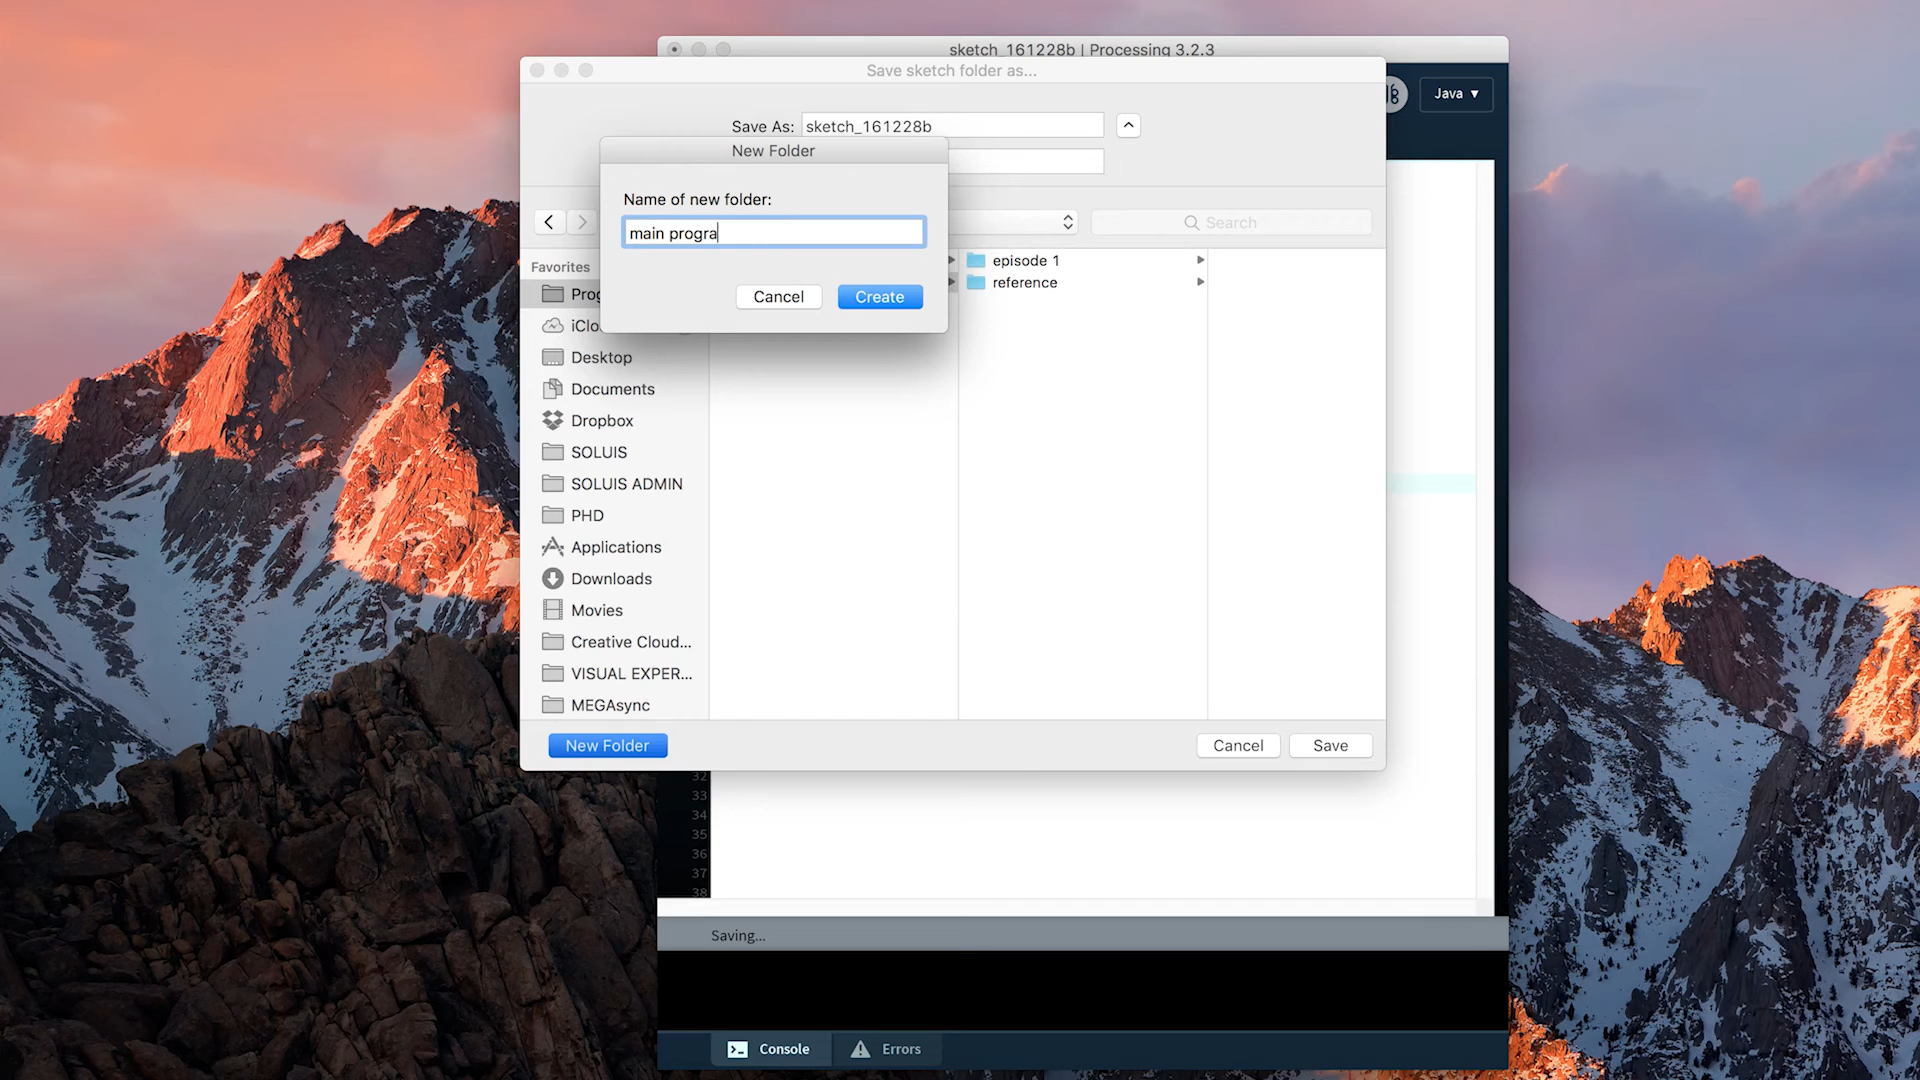 sketch_161228b | Processing 3.2.3
Save sketch folder as...
Java ▾
Save As: sketch_161228b
New Folder
Name of new folder:
main progra
Search
Cancel
Create
Favorites
Prog
iClo
Desktop
Documents
Dropbox
SOLUIS
SOLUIS ADMIN
PHD
Applications
Downloads
Movies
Creative Cloud...
VISUAL EXPER...
MEGAsync
episode 1
reference
New Folder
Cancel
Save
32
33
34
35
36
37
38
Saving...
Console
Errors